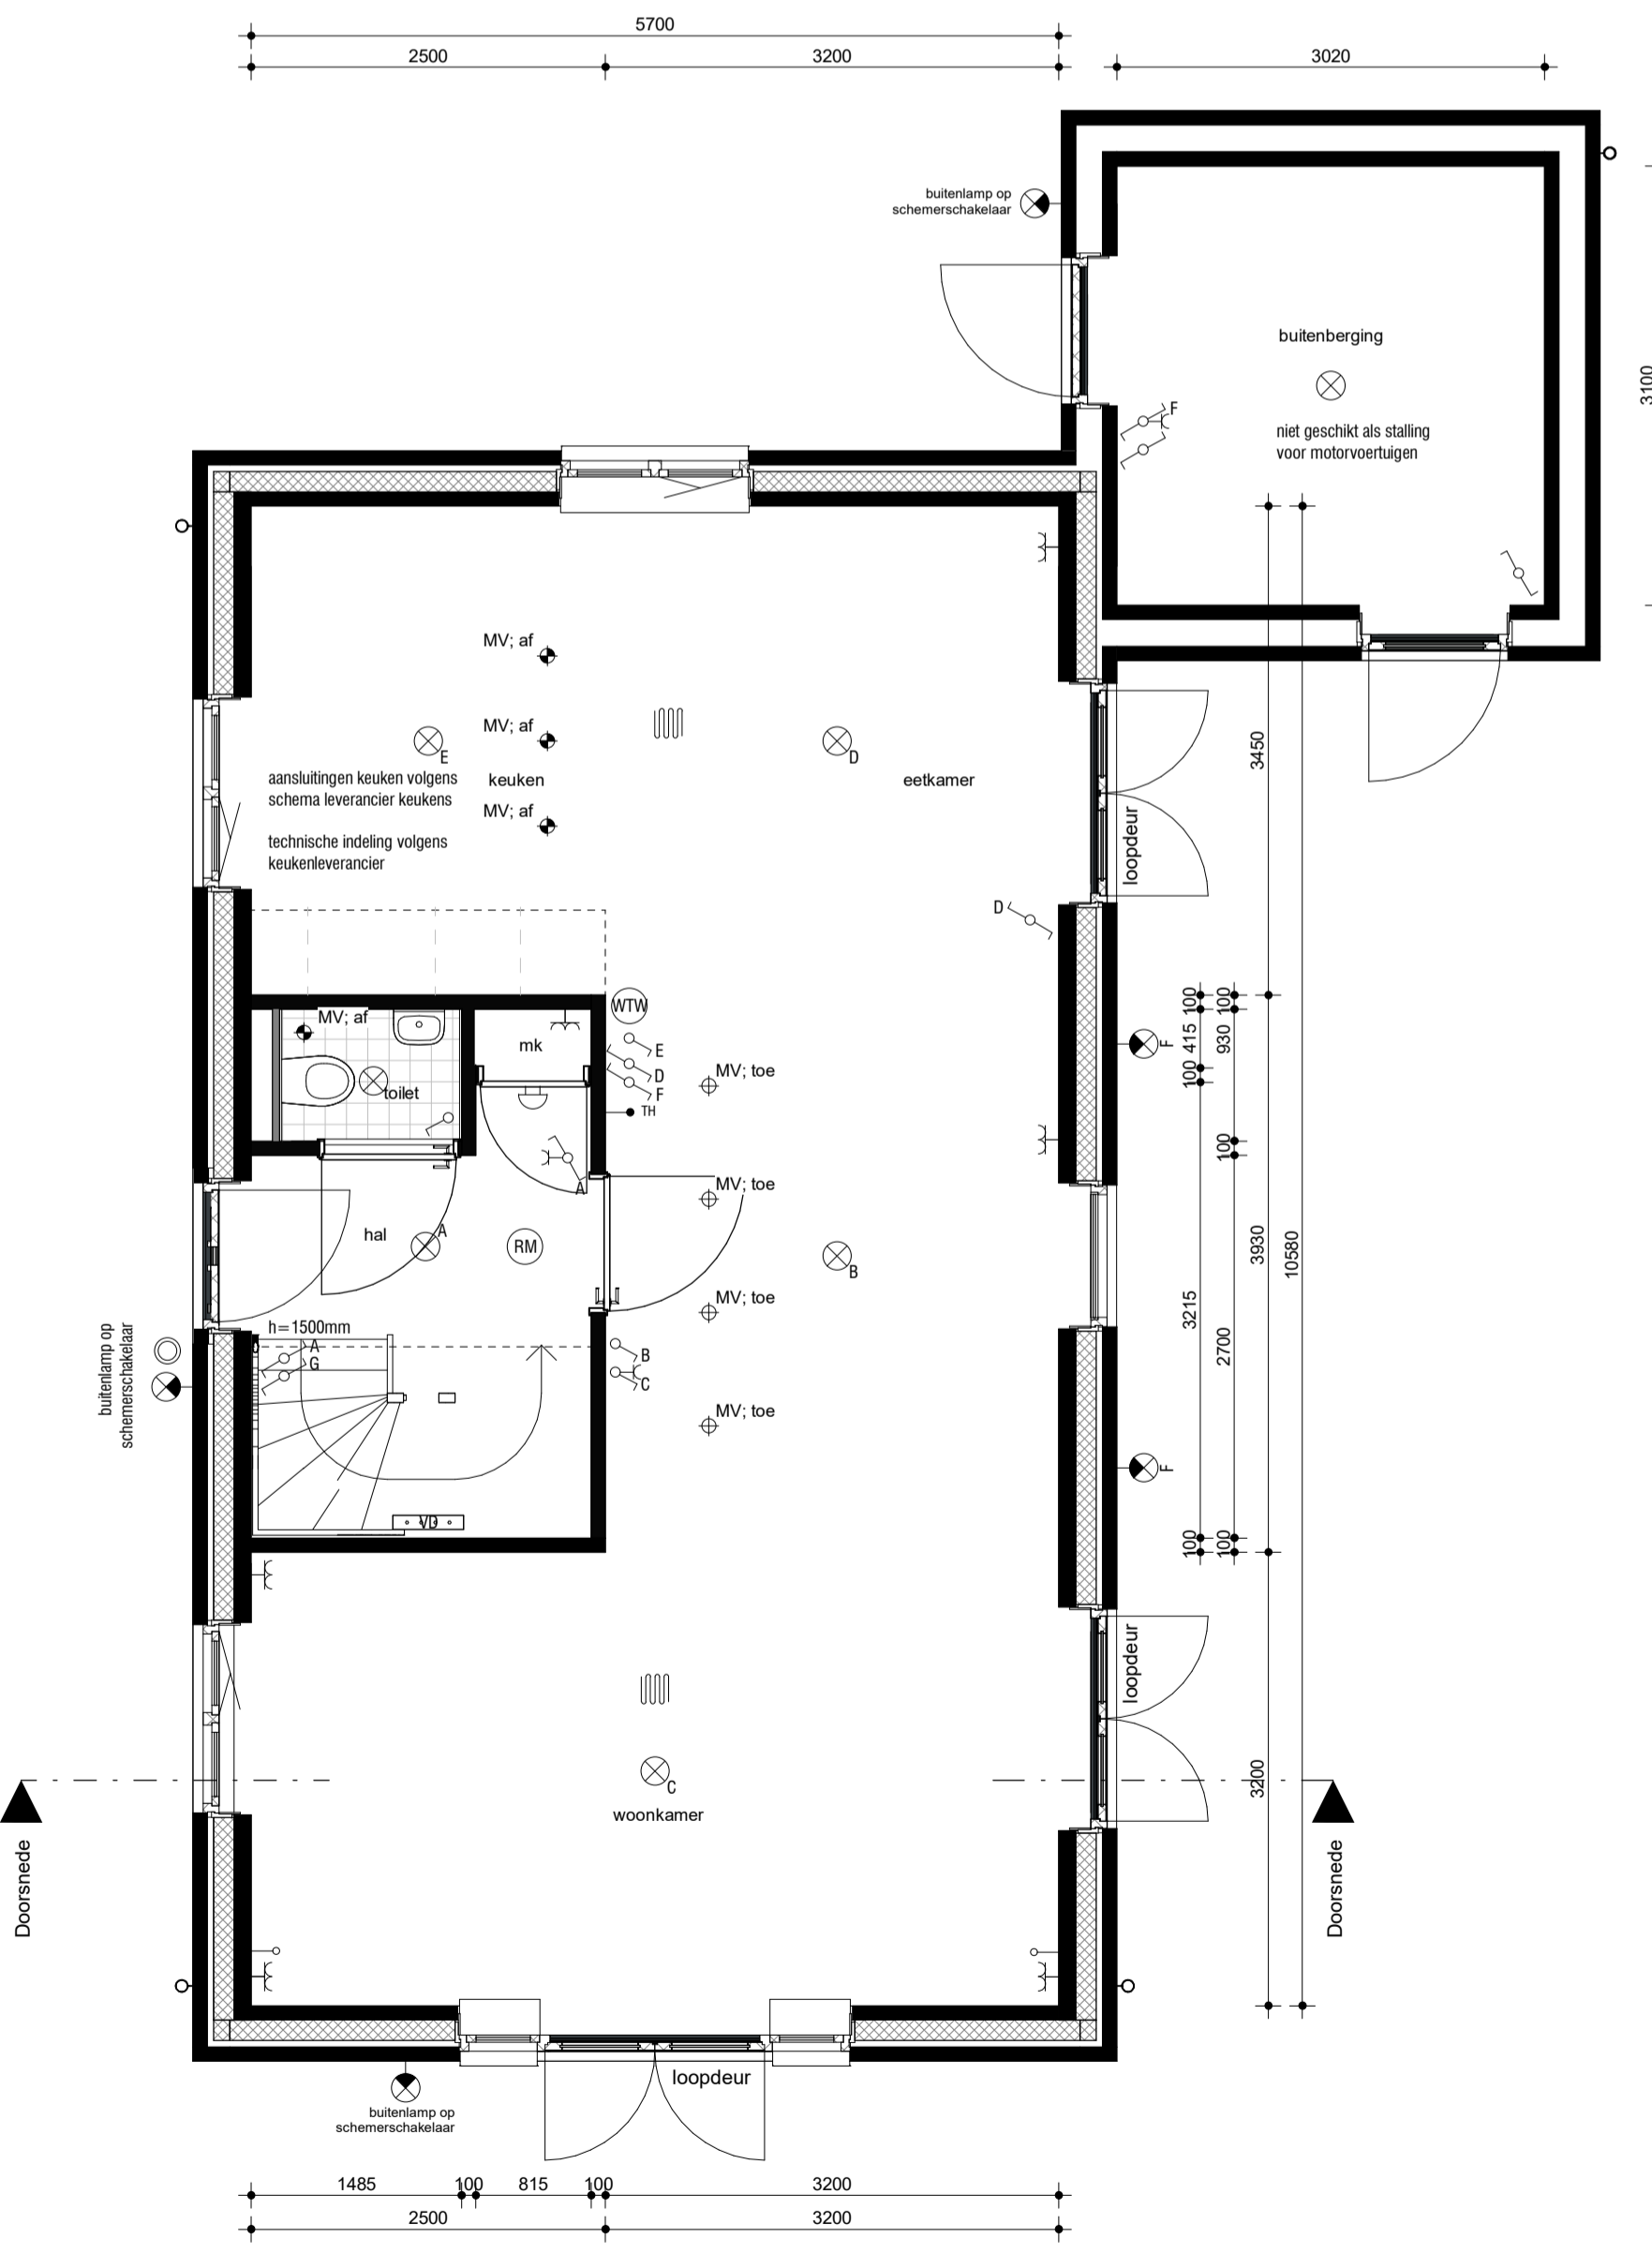 5700
2500
3200
3020
buitenlamp op
schemerschakelaar
buitenberging
niet geschikt als stalling
voor motorvoertuigen
F
3100
MV; af
MV; af
E
D
aansluitingen keuken volgens
schema leverancier keukens
keuken
eetkamer
MV; af
technische indeling volgens
keukenleverancier
loopdeur
3450
D
WTW
MV; af
mk
toilet
E
D
F
TH
MV; toe
F
100
415
100
100
930
100
A
MV; toe
hal
A
RM
B
MV; toe
3215
2700
3930
10580
h=1500mm
A
G
B
C
buitenlamp op
schemerschakelaar
MV; toe
F
VD
100
100
loopdeur
C
woonkamer
3200
Doorsnede
Doorsnede
loopdeur
buitenlamp op
schemerschakelaar
1485
100
815
100
3200
2500
3200